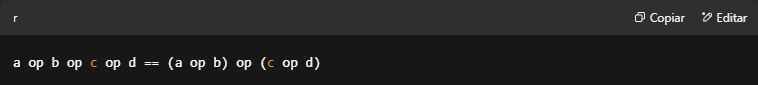 r
Copiar
Editar
a op b op c op d == (a op b) op (c op d)